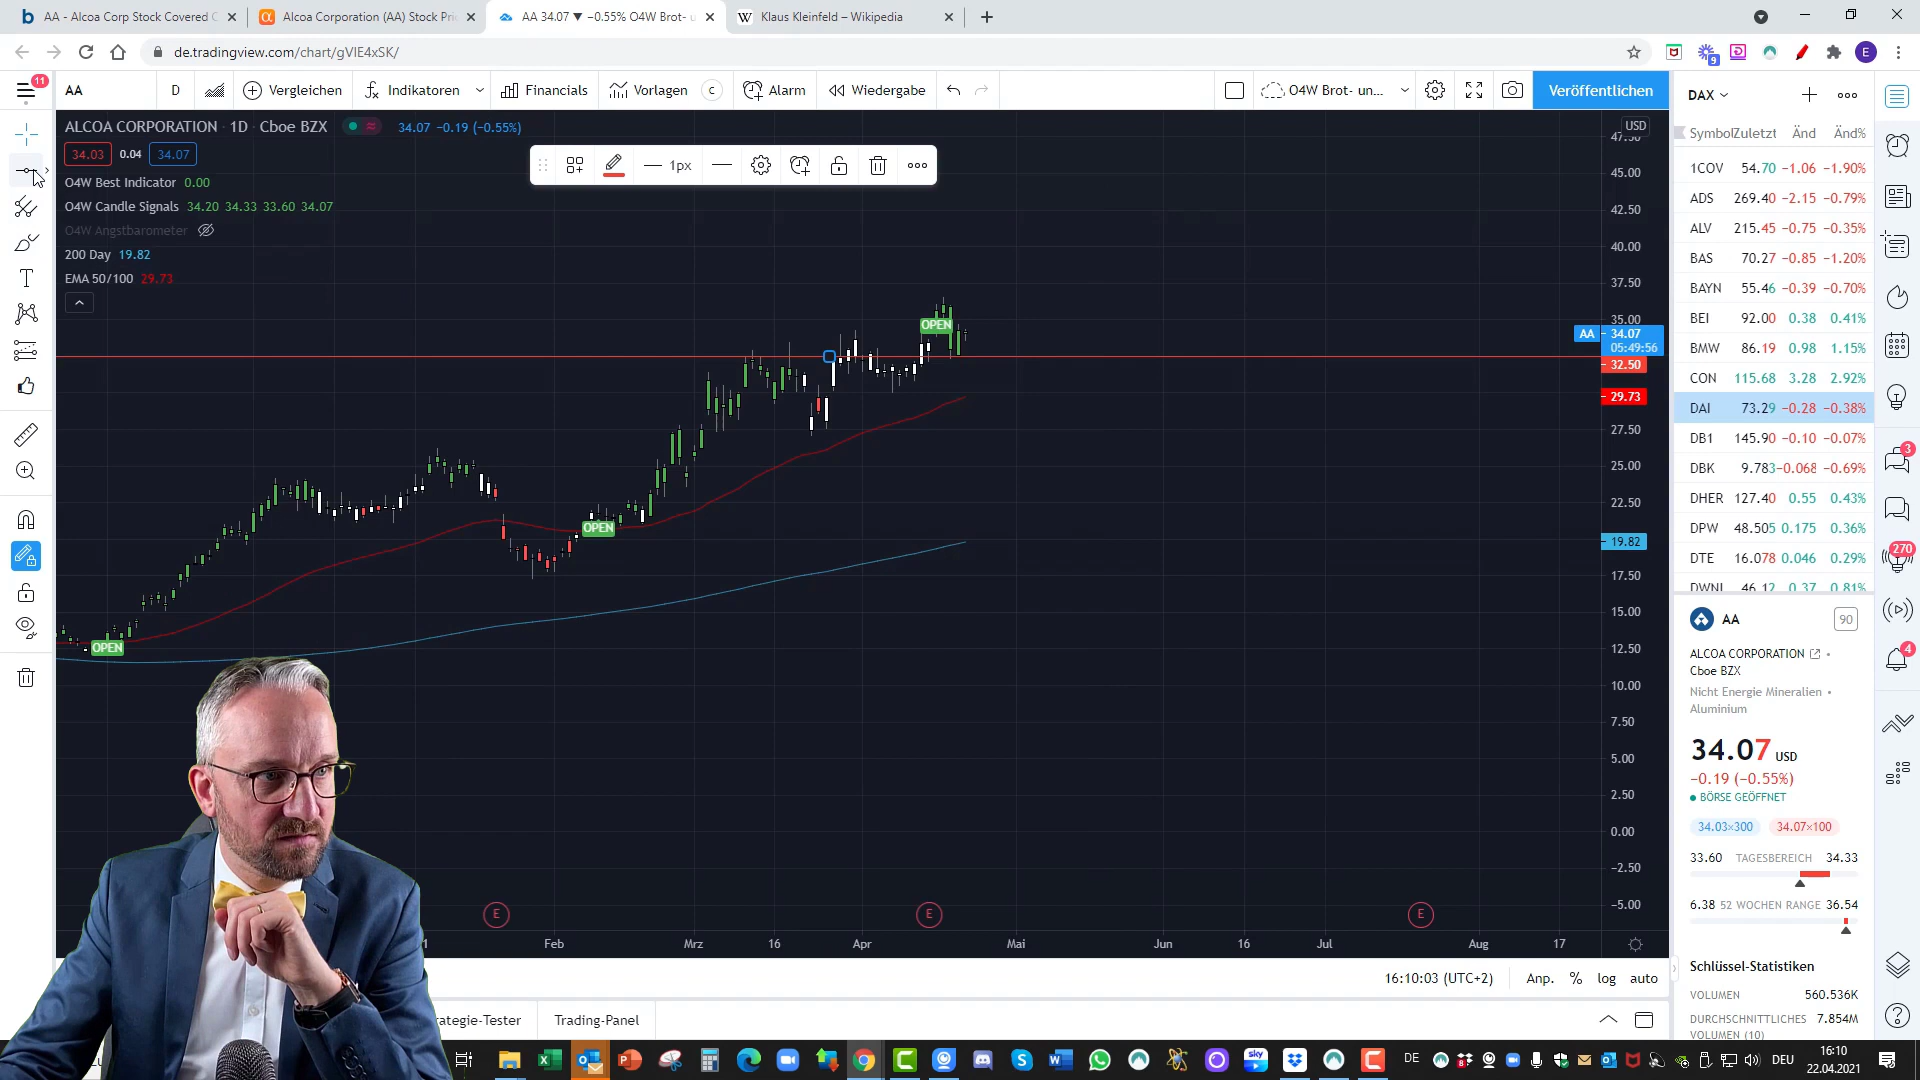 AA - Alcoa Corp Stock Covered C
Alcoa Corporation (AA) Stock Pri
AA 34.07 ▼ −0.55% O4W Brot- u
Klaus Kleinfeld – Wikipedia
de.tradingview.com/chart/gVIE4xSK/
9
E
11
AA
D
Vergleichen
Indikatoren
Financials
Vorlagen
C
Alarm
Wiedergabe
O4W Brot- un...
Veröffentlichen
ALCOA CORPORATION · 1D · Cboe BZX
34.07 −0.19 (−0.55%)
34.03 0.04 34.07
O4W Best Indicator 0.00
O4W Candle Signals 34.20 34.33 33.60 34.07
O4W Angstbarometer
200 Day 19.82
EMA 50/100 29.73
1px
OPEN
OPEN
OPEN
USD
47.50
45.00
42.50
40.00
37.50
35.00
AA 34.07
05:49:56
32.50
29.73
27.50
25.00
22.50
19.82
17.50
15.00
12.50
10.00
7.50
5.00
2.50
0.00
−2.50
−5.00
E
E
E
1
Feb
Mrz
16
Apr
Mai
Jun
16
Jul
Aug
17
16:10:03 (UTC+2)
Anp.
%
log
auto
rategie-Tester
Trading-Panel
DAX
Symbol Zuletzt Änd Änd%
1COV 54.70 −1.06 −1.90%
ADS 269.40 −2.15 −0.79%
ALV 215.45 −0.75 −0.35%
BAS 70.27 −0.85 −1.20%
BAYN 55.46 −0.39 −0.70%
BEI 92.00 0.38 0.41%
BMW 86.19 0.98 1.15%
CON 115.68 3.28 2.92%
DAI 73.29 −0.28 −0.38%
DB1 145.90 −0.10 −0.07%
DBK 9.783 −0.068 −0.69%
DHER 127.40 0.55 0.43%
DPW 48.505 0.175 0.36%
DTE 16.078 0.046 0.29%
DWNI 46.12 0.37 0.81%
AA
90
ALCOA CORPORATION
Cboe BZX
Nicht Energie Mineralien •
Aluminium
34.07 USD
−0.19 (−0.55%)
BÖRSE GEÖFFNET
34.03×300
34.07×100
33.60 TAGESBEREICH 34.33
6.38 52 WOCHEN RANGE 36.54
Schlüssel-Statistiken
VOLUMEN 560.536K
DURCHSCHNITTLICHES 7.854M
VOLUMEN (10)
3
270
4
DE
DEU
16:10
22.04.2021